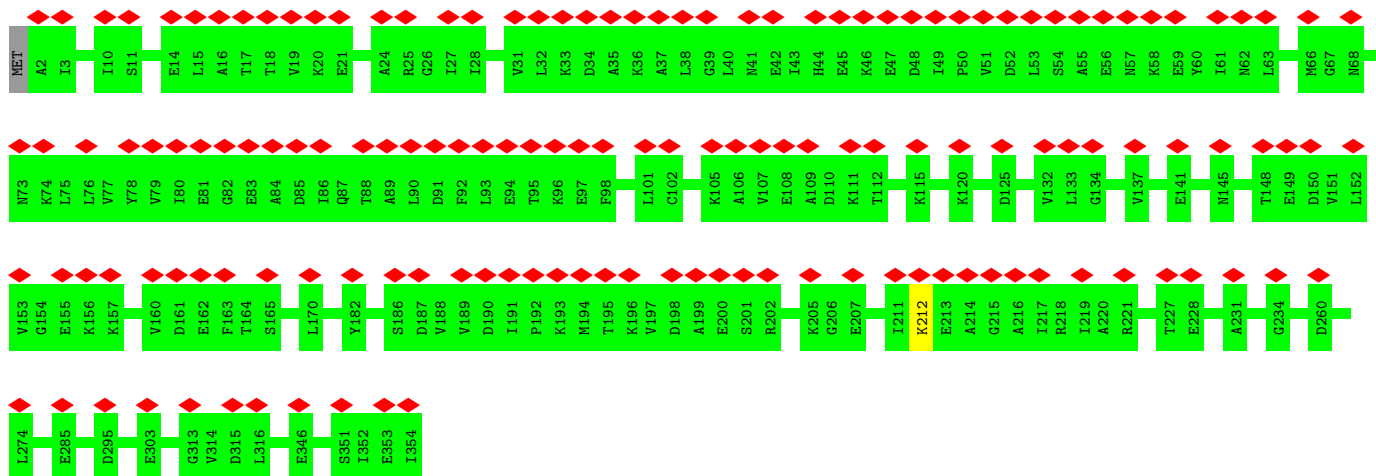 MET A2 I3 I10 S11 E14 L15 A16 T17 T18 V19 K20 E21 A24 R25 G26 I27 I28 V31 L32 K33 D34 A35 K36 A37 L38 G39 L40 N41 E42 I43 H44 E45 K46 E47 D48 I49 P50 V51 D52 L53 S54 A55 E56 N57 K58 E59 Y60 I61 N62 L63 M66 G67 N68
N73 K74 L75 L76 V77 Y78 V79 I80 E81 G82 E83 A84 D85 I86 Q87 T88 A89 L90 D91 F92 L93 E94 T95 K96 E97 F98 L101 C102 K105 A106 V107 E108 A109 D110 K111 T112 K115 K120 D125 V132 L133 G134 V137 E141 N145 T148 E149 D150 V151 L152
V153 G154 E155 K156 K157 V160 D161 E162 F163 T164 S165 L170 Y182 S186 D187 V188 V189 D190 I191 P192 K193 M194 T195 K196 V197 D198 A199 E200 S201 R202 K205 G206 E207 I211 K212 E213 A214 G215 A216 I217 R218 I219 A220 R221 T227 E228 A231 G234 D260
L274 E285 D295 E303 G313 V314 D315 L316 E346 S351 I352 E353 I354